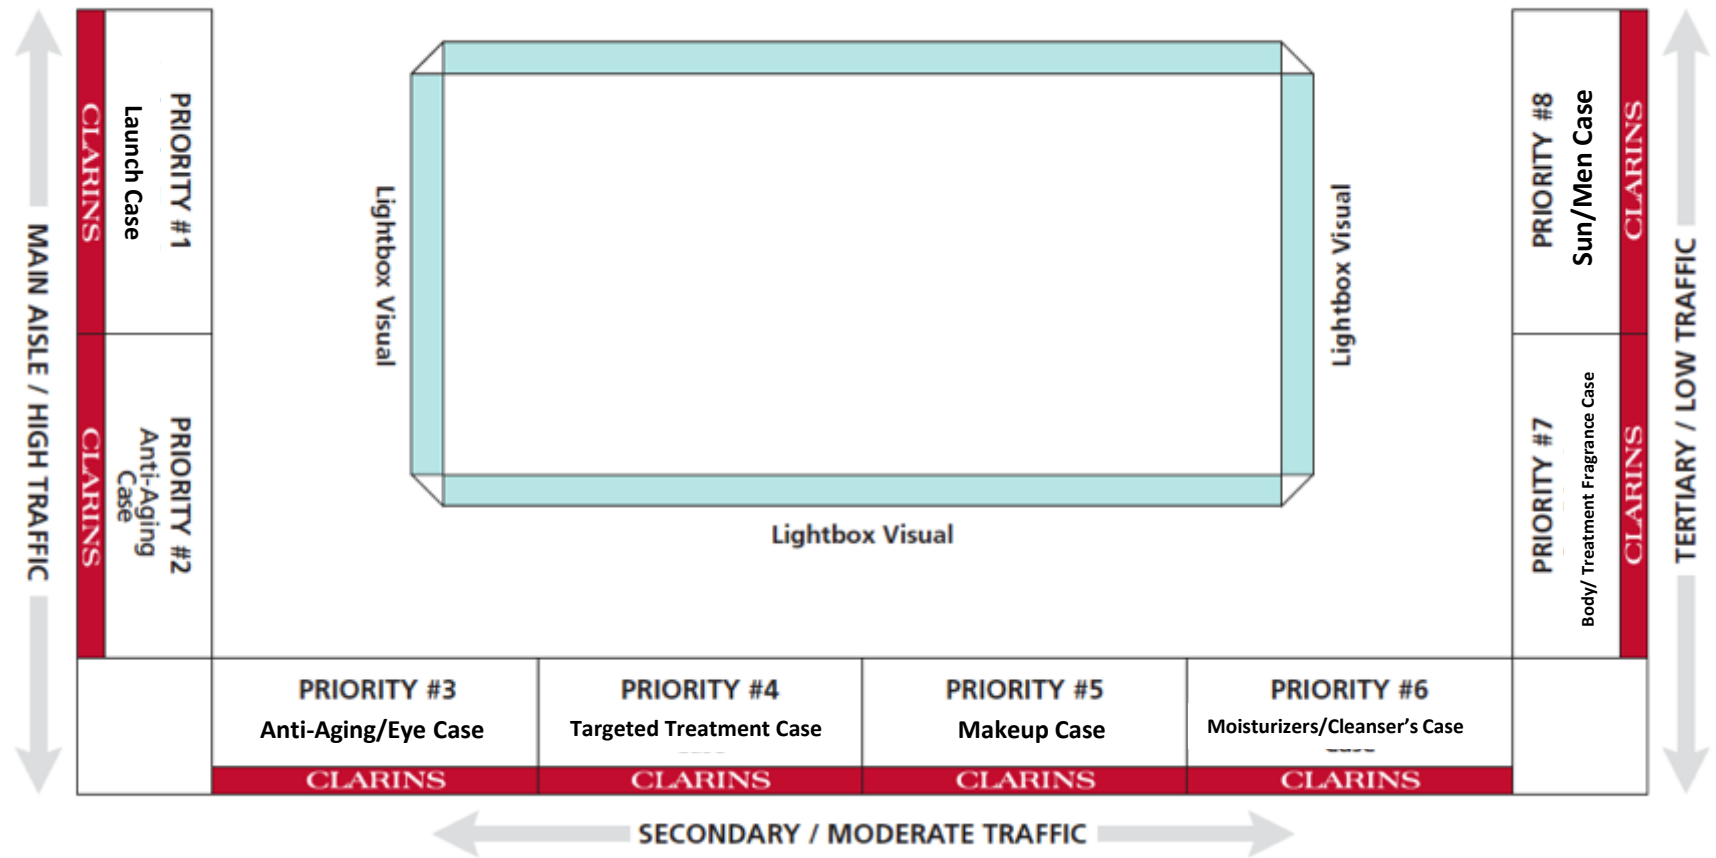 MAIN AISLE / HIGH TRAFFIC
CLARINS
Launch Case
PRIORITY #1
CLARINS
PRIORITY #2
Anti-Aging
Case
Lightbox Visual
Lightbox Visual
Lightbox Visual
PRIORITY #3
Anti-Aging/Eye Case
CLARINS
PRIORITY #4
Targeted Treatment Case
CLARINS
PRIORITY #5
Makeup Case
CLARINS
PRIORITY #6
Moisturizers/Cleanser’s Case
CLARINS
PRIORITY #7
Body/ Treatment Fragrance Case
CLARINS
PRIORITY #8
Sun/Men Case
CLARINS
TERTIARY / LOW TRAFFIC
SECONDARY / MODERATE TRAFFIC